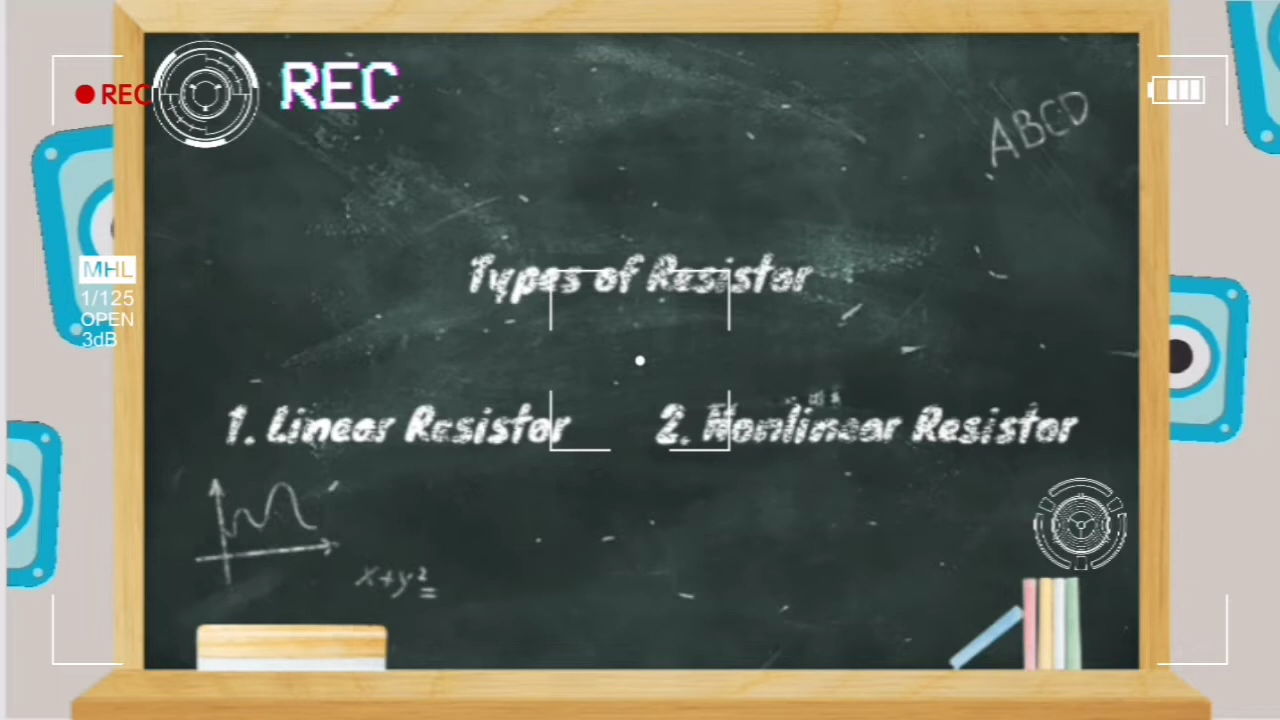 REC
REC
ABCD
MHL
1/125
OPEN
3dB
Types of Resistor
1. Linear Resistor
2. Nonlinear Resistor
x+y²=